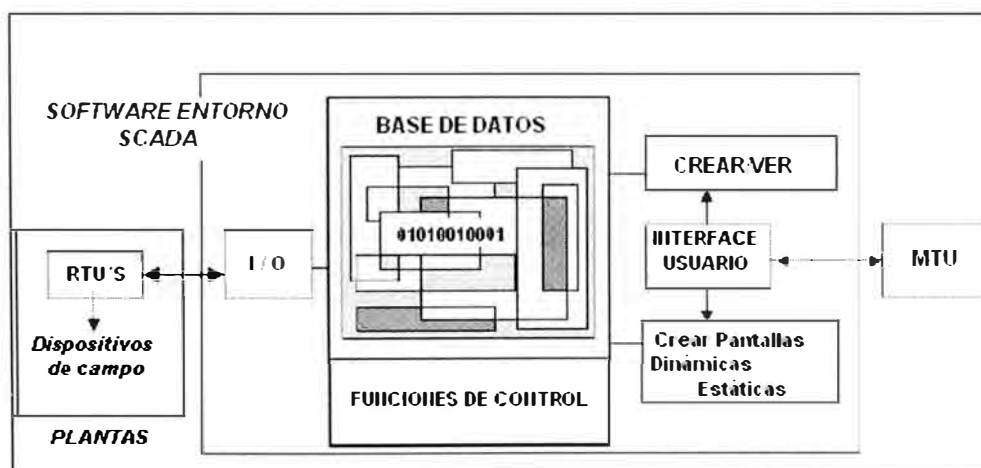 SOFTWARE ENTORNO
SCADA
BASE DE DATOS
01010010001
FUNCIONES DE CONTROL
RTU'S
Dispositivos
de campo
PLANTAS
I / O
CREAR/VER
INTERFACE
USUARIO
Crear Pantallas
Dinámicas
Estáticas
MTU